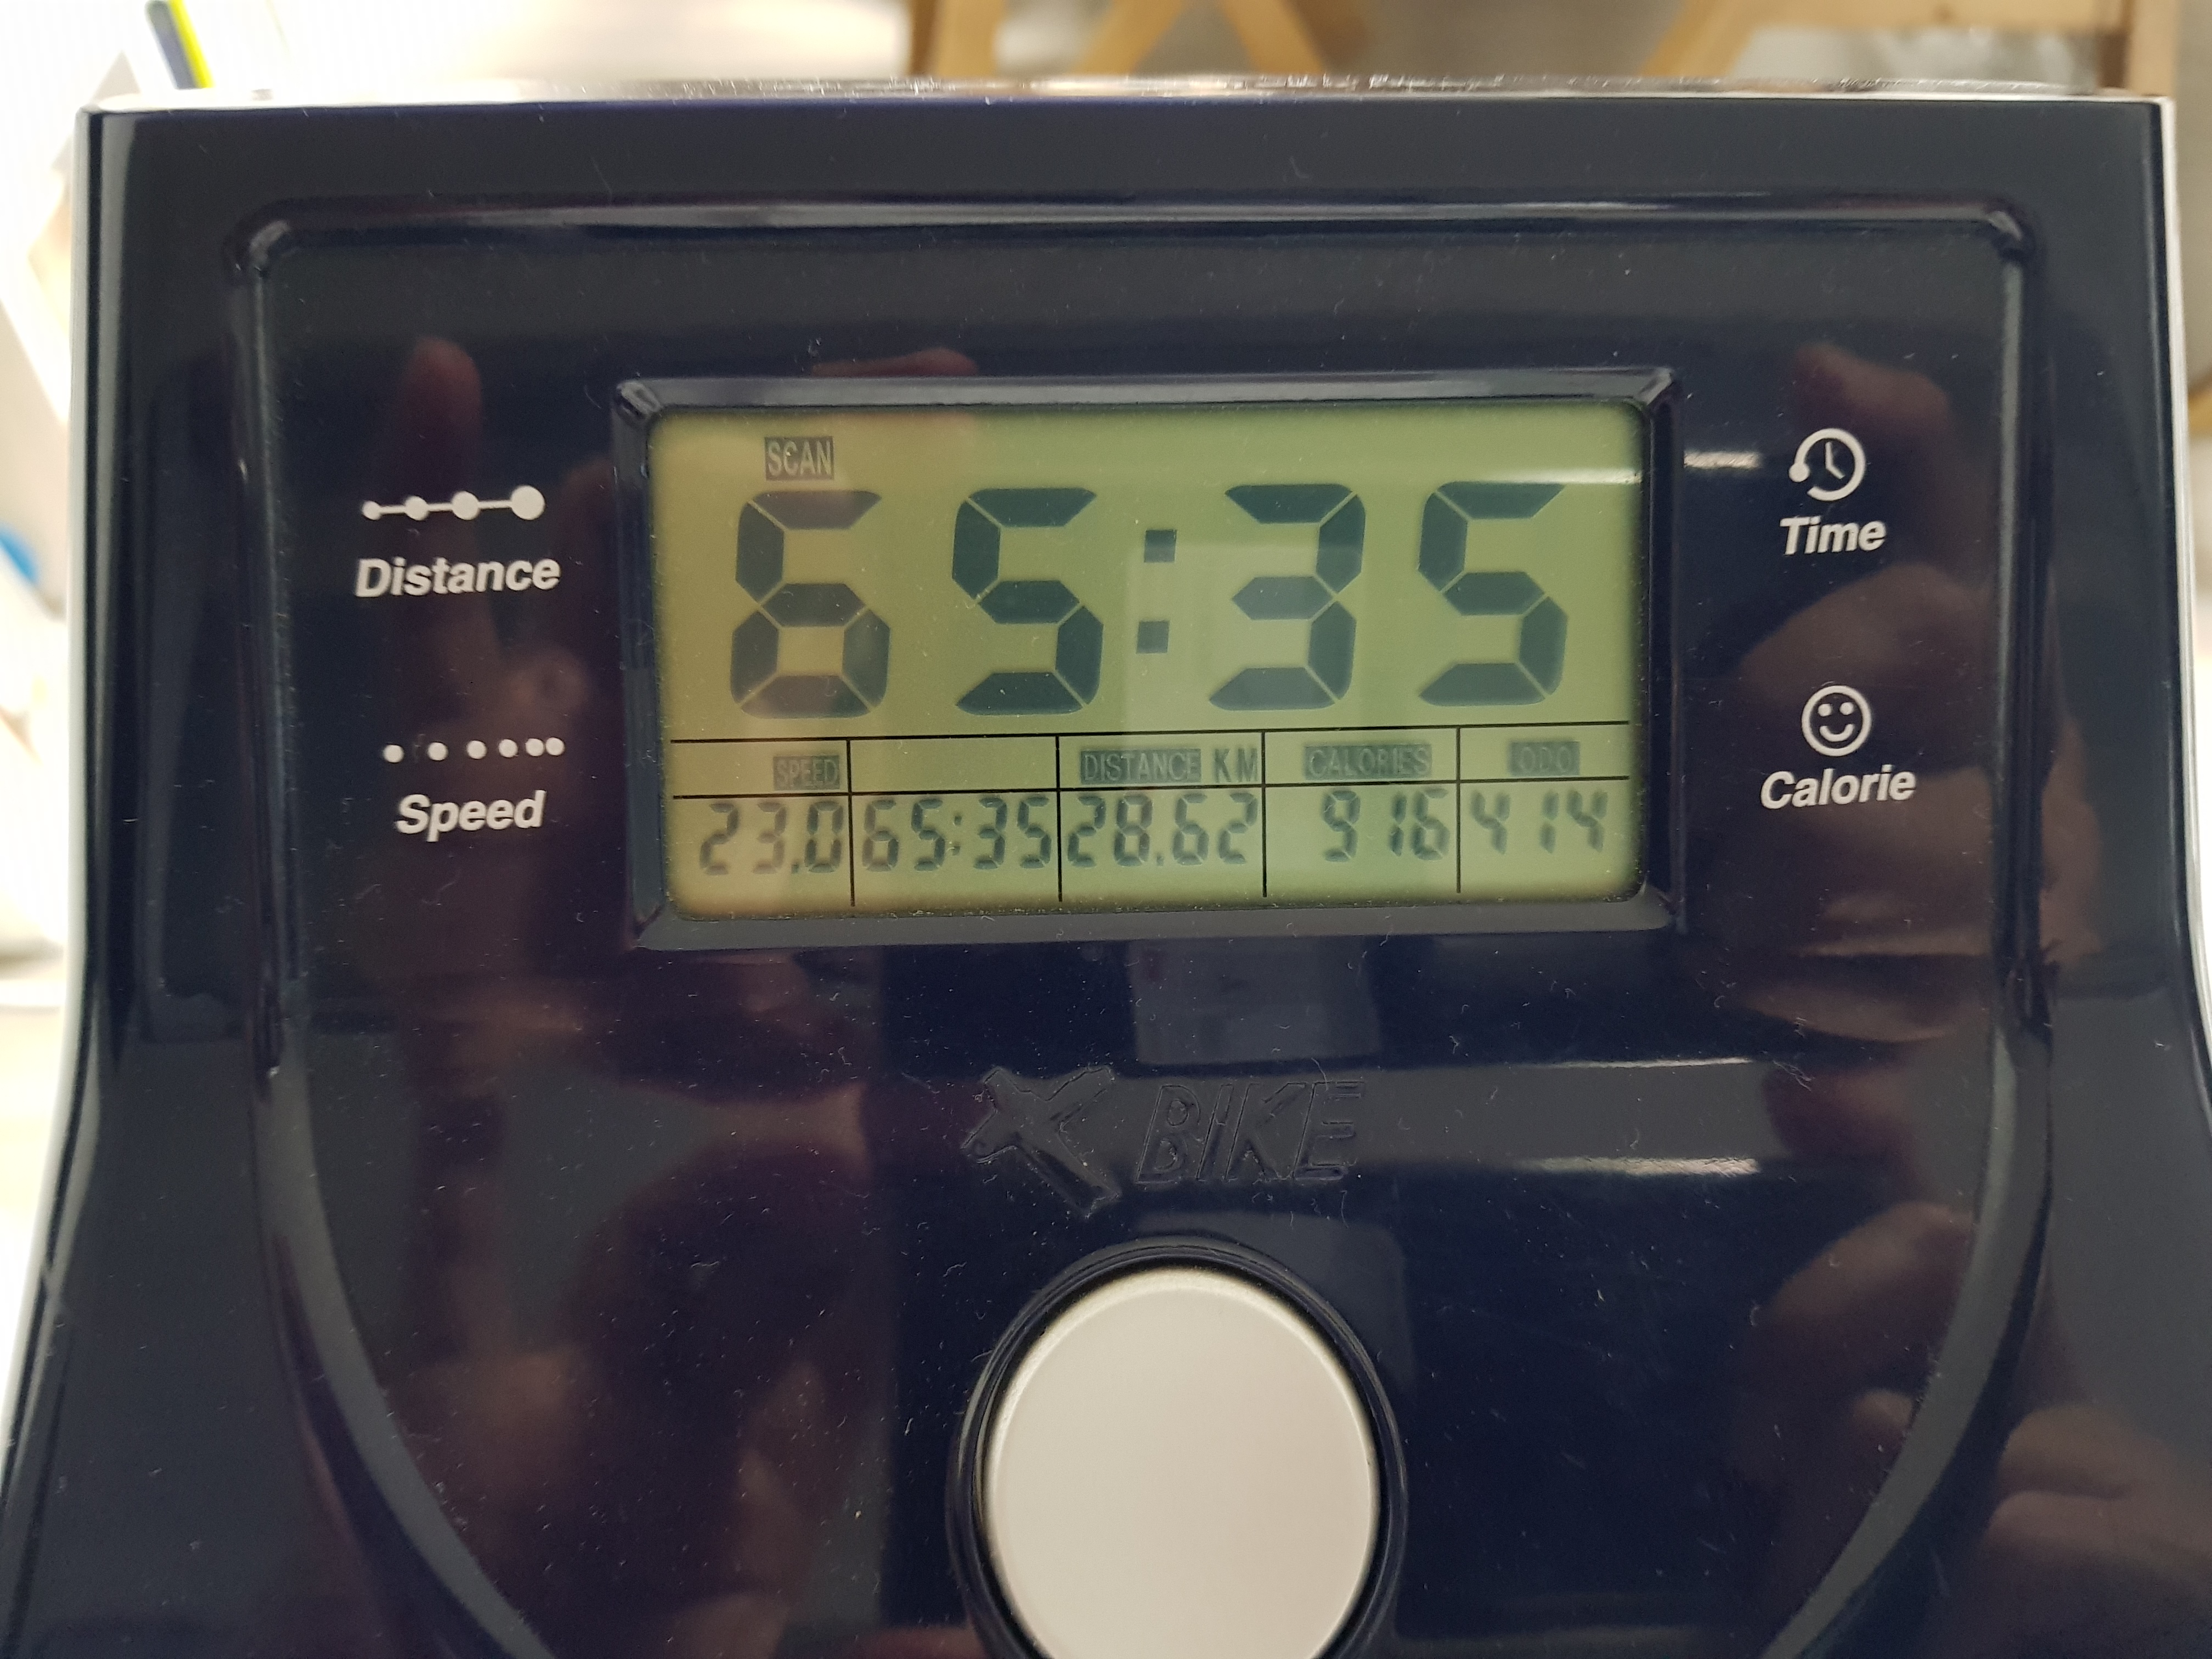 SCAN
65:35
Distance
Time
Speed
Calorie
SPEED DISTANCE KM CALORIES ODO
23.0 65:35 28.62 916 414
X BIKE